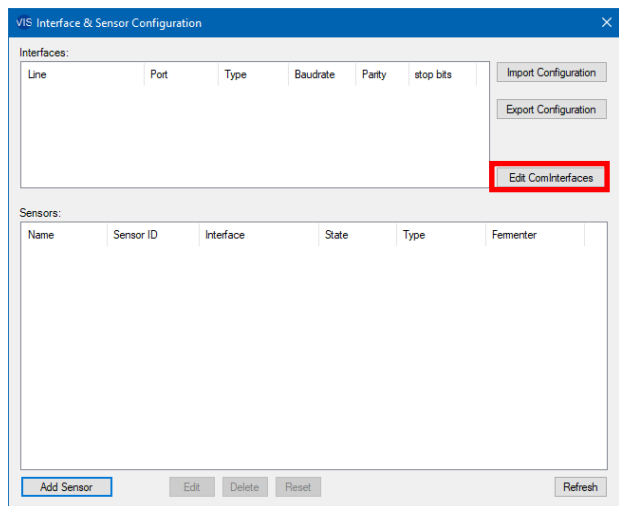 VIS Interface & Sensor Configuration
Interfaces:
Line Port Type Baudrate Parity stop bits
Import Configuration
Export Configuration
Edit ComInterfaces
Sensors:
Name Sensor ID Interface State Type Fermenter
Add Sensor Edit Delete Reset Refresh